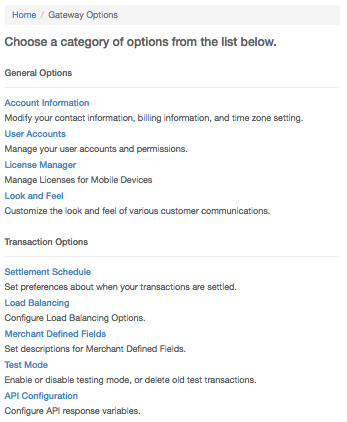 Home / Gateway Options
Choose a category of options from the list below.
General Options
Account Information
Modify your contact information, billing information, and time zone setting.
User Accounts
Manage your user accounts and permissions.
License Manager
Manage Licenses for Mobile Devices
Look and Feel
Customize the look and feel of various customer communications.
Transaction Options
Settlement Schedule
Set preferences about when your transactions are settled.
Load Balancing
Configure Load Balancing Options.
Merchant Defined Fields
Set descriptions for Merchant Defined Fields.
Test Mode
Enable or disable testing mode, or delete old test transactions.
API Configuration
Configure API response variables.